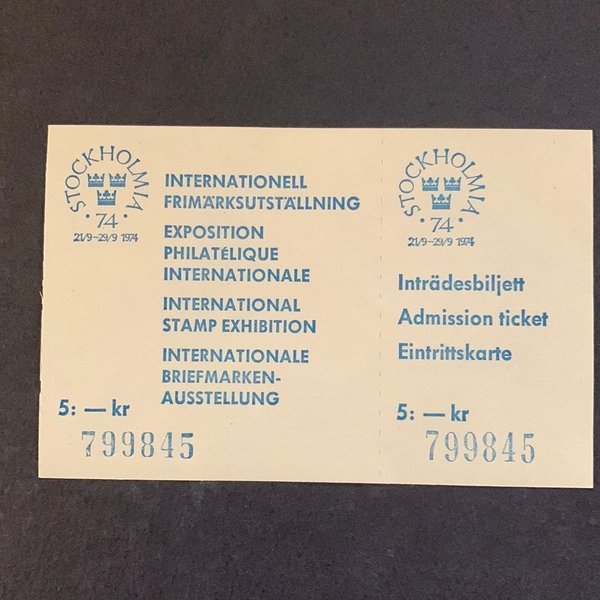 STOCKHOLMIA
· 74 ·
21/9–29/9 1974
INTERNATIONELL
FRIMÄRKSUTSTÄLLNING
EXPOSITION
PHILATÉLIQUE
INTERNATIONALE
INTERNATIONAL
STAMP EXHIBITION
INTERNATIONALE
BRIEFMARKEN-
AUSSTELLUNG
5: — kr
799845
STOCKHOLMIA
· 74 ·
21/9–29/9 1974
Inträdesbiljett
Admission ticket
Eintrittskarte
5: — kr
799845